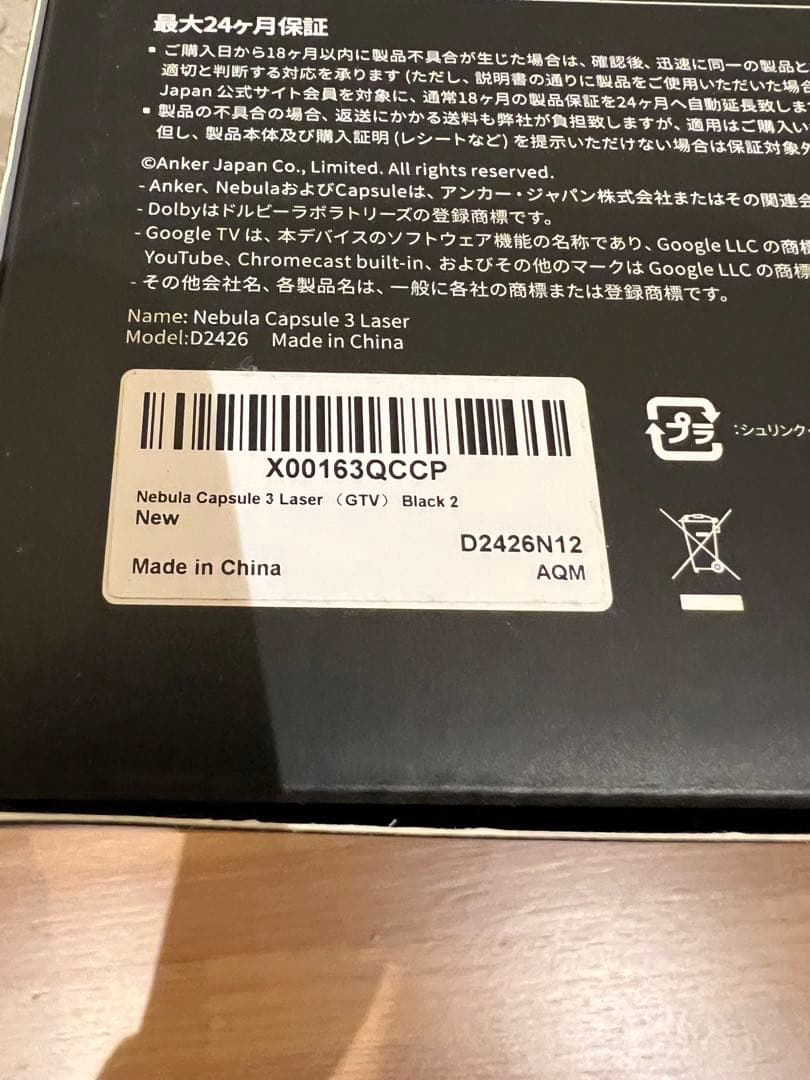 最大24ヶ月保証
▪ ご購入日から18ヶ月以内に製品不具合が生じた場合は、確認後、迅速に同一の製品と
適切と判断する対応を承ります (ただし、説明書の通りに製品をご使用いただいた場合
Japan 公式サイト会員を対象に、通常18ヶ月の製品保証を24ヶ月へ自動延長致しま
▪ 製品の不具合の場合、返送にかかる送料も弊社が負担致しますが、適用はご購入い
但し、製品本体及び購入証明 (レシートなど) を提示いただけない場合は保証対象外
©Anker Japan Co., Limited. All rights reserved.
- Anker、NebulaおよびCapsuleは、アンカー・ジャパン株式会社またはその関連会
- Dolbyはドルビーラボラトリーズの登録商標です。
- Google TV は、本デバイスのソフトウェア機能の名称であり、Google LLC の商標
YouTube、Chromecast built-in、およびその他のマークは Google LLC の商標
- その他会社名、各製品名は、一般に各社の商標または登録商標です。
Name: Nebula Capsule 3 Laser
Model:D2426 Made in China
X00163QCCP
Nebula Capsule 3 Laser （GTV） Black 2
New
D2426N12
Made in China
AQM
プラ
:シュリンク・